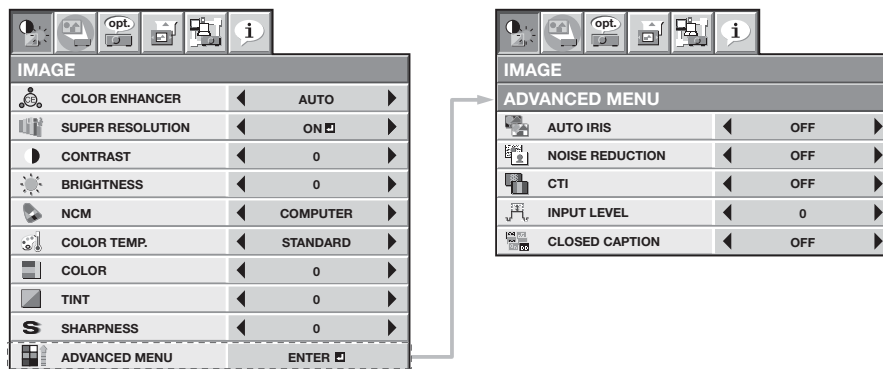 opt.
i
IMAGE
CE COLOR ENHANCER AUTO
SUPER RESOLUTION ON
CONTRAST 0
BRIGHTNESS 0
NCM COMPUTER
COLOR TEMP. STANDARD
COLOR 0
TINT 0
S SHARPNESS 0
ADVANCED MENU ENTER
opt.
i
IMAGE
ADVANCED MENU
AUTO IRIS OFF
NOISE REDUCTION OFF
CTI OFF
INPUT LEVEL 0
CLOSED CAPTION OFF